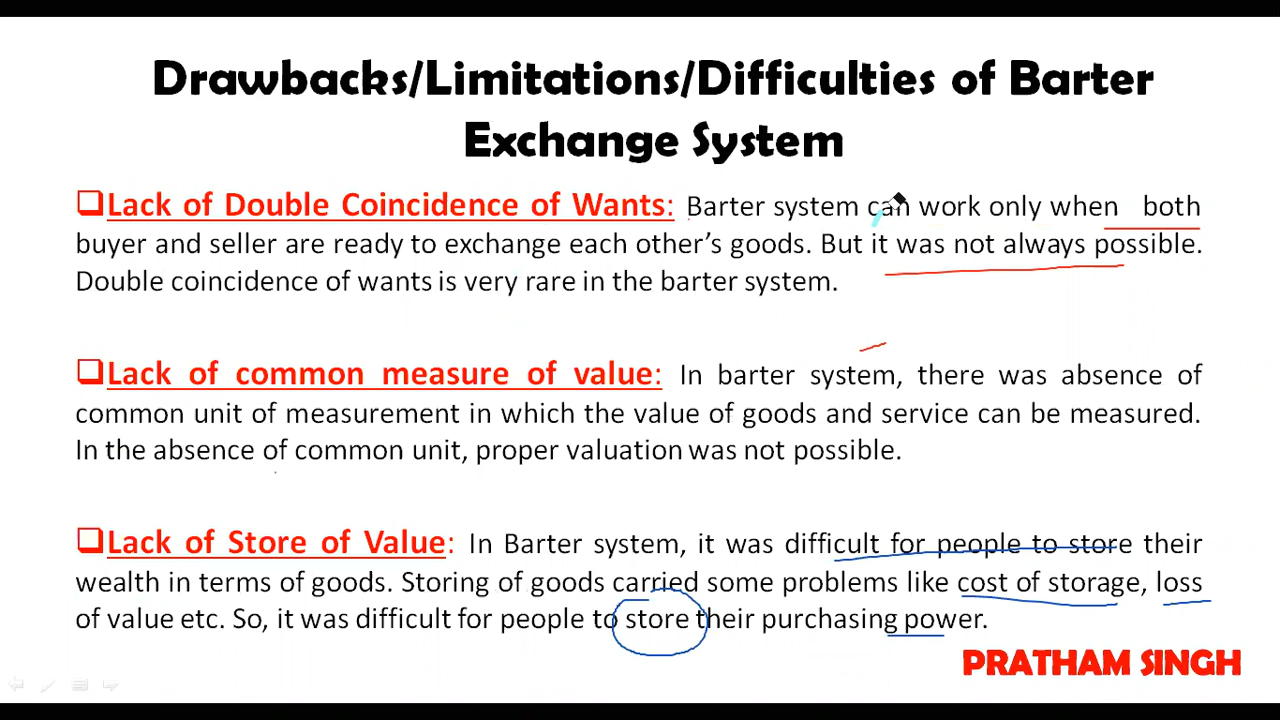 Drawbacks/Limitations/Difficulties of Barter
Exchange System
❑Lack of Double Coincidence of Wants: Barter system can work only when both
buyer and seller are ready to exchange each other’s goods. But it was not always possible.
Double coincidence of wants is very rare in the barter system.
❑Lack of common measure of value: In barter system, there was absence of
common unit of measurement in which the value of goods and service can be measured.
In the absence of common unit, proper valuation was not possible.
❑Lack of Store of Value: In Barter system, it was difficult for people to store their
wealth in terms of goods. Storing of goods carried some problems like cost of storage, loss
of value etc. So, it was difficult for people to store their purchasing power.
PRATHAM SINGH